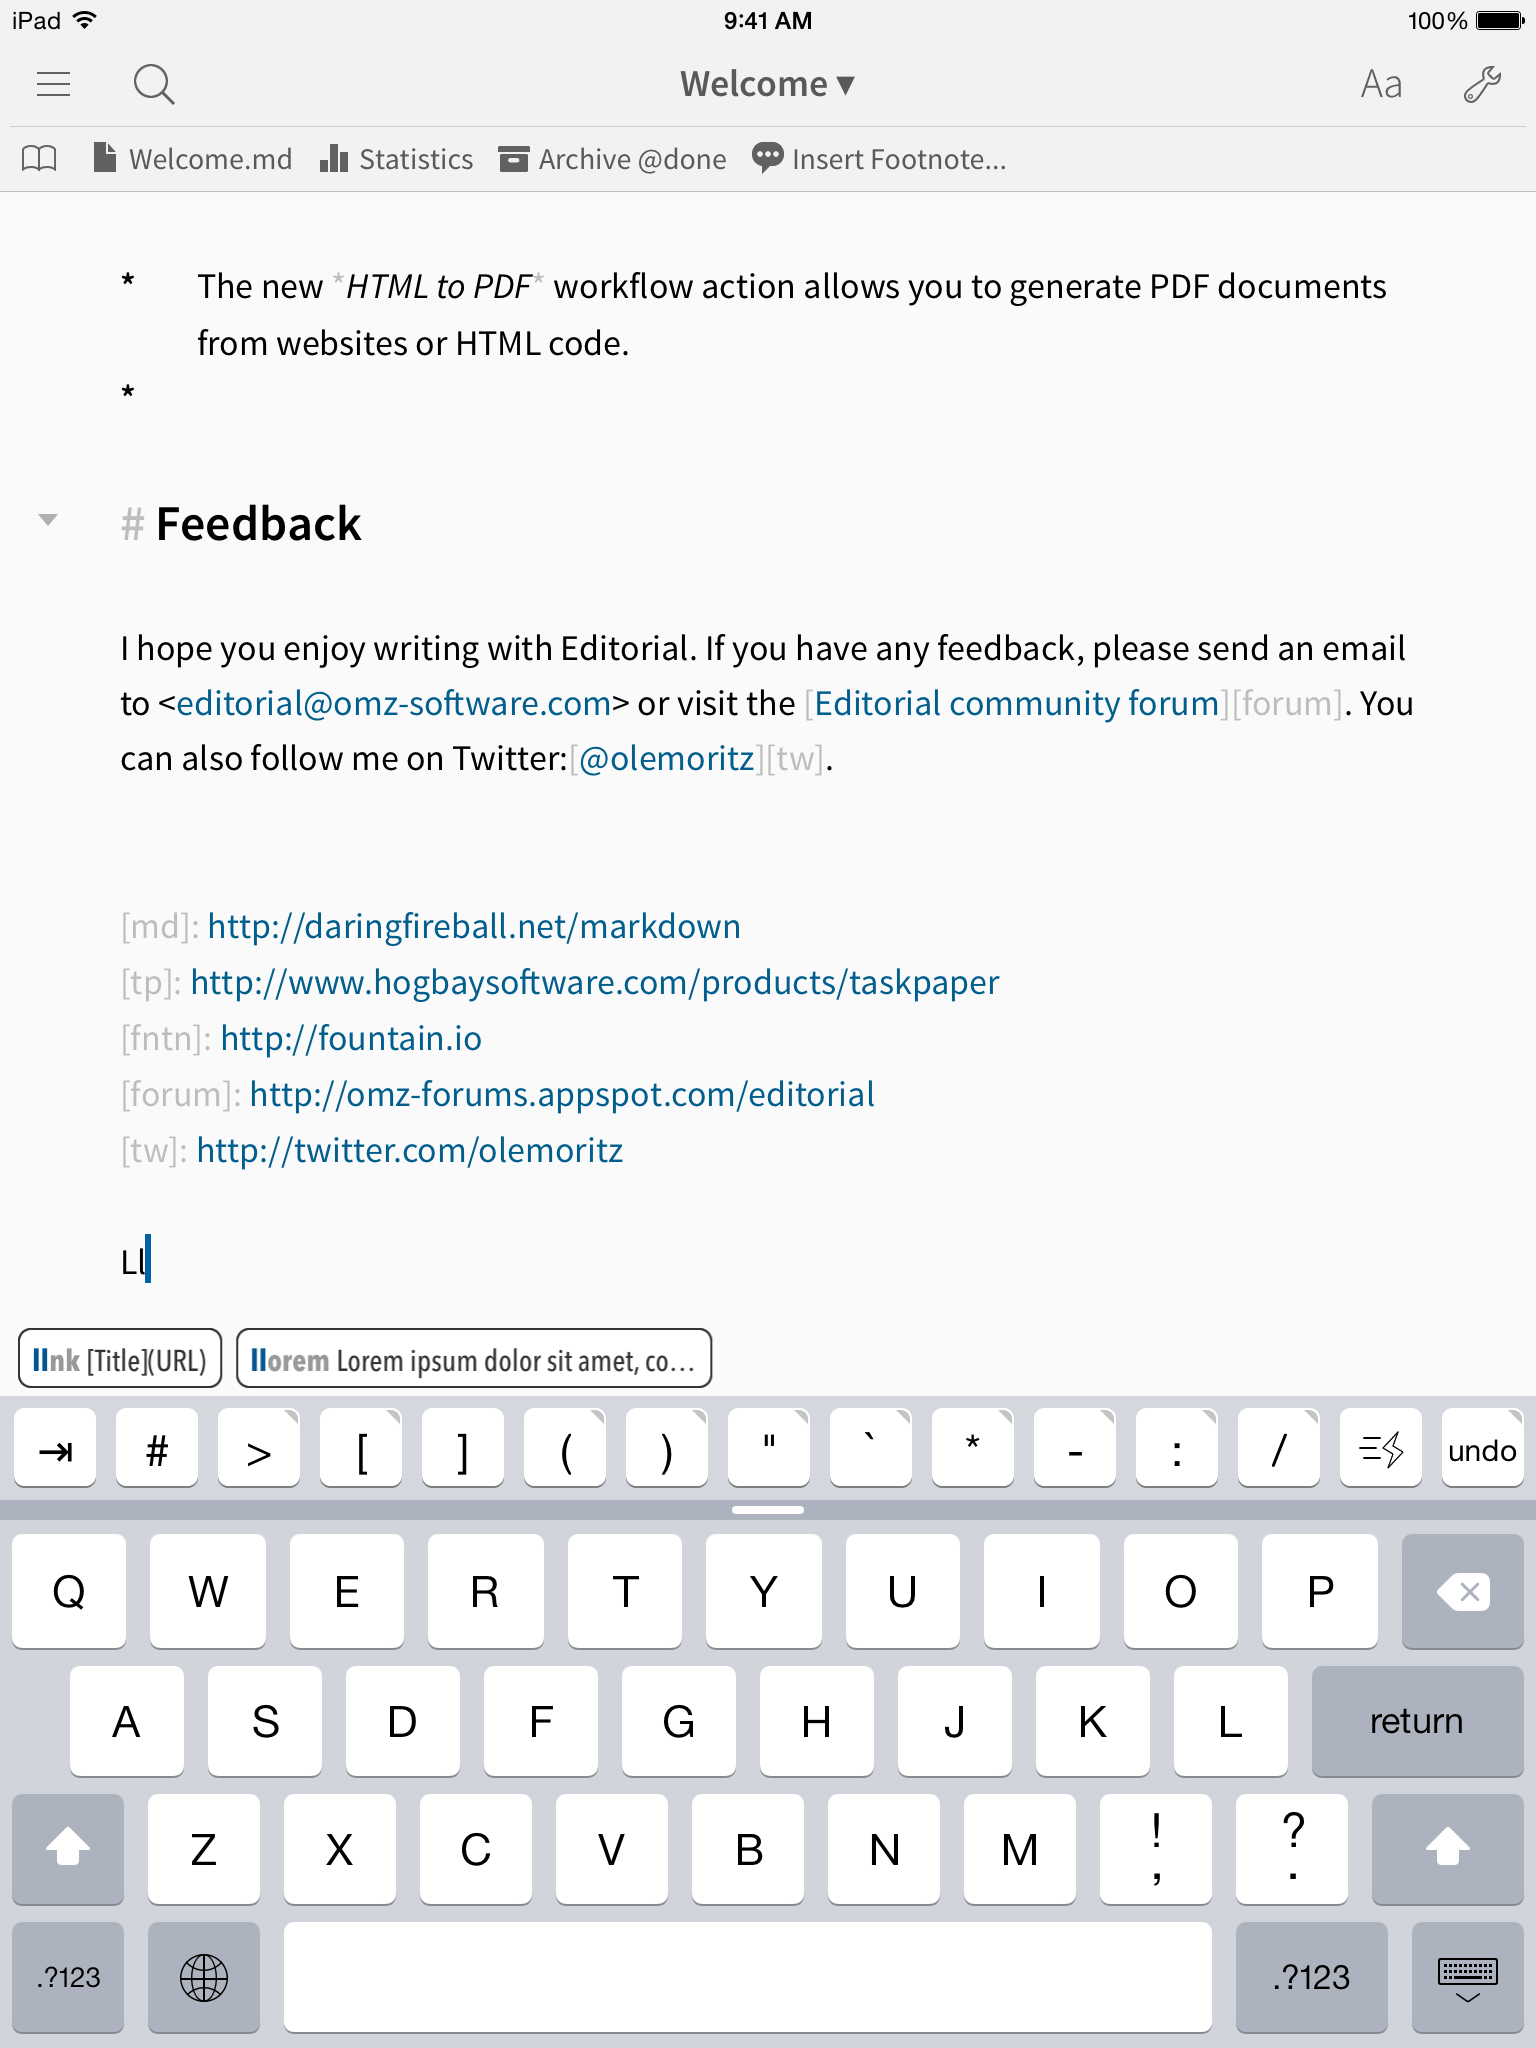 iPad 9:41 AM 100%
Welcome ▾ Aa
Welcome.md Statistics Archive @done Insert Footnote...
* The new *HTML to PDF* workflow action allows you to generate PDF documents
from websites or HTML code.
*
# Feedback
I hope you enjoy writing with Editorial. If you have any feedback, please send an email
to <editorial@omz-software.com> or visit the [Editorial community forum][forum]. You
can also follow me on Twitter:[@olemoritz][tw].
[md]: http://daringfireball.net/markdown
[tp]: http://www.hogbaysoftware.com/products/taskpaper
[fntn]: http://fountain.io
[forum]: http://omz-forums.appspot.com/editorial
[tw]: http://twitter.com/olemoritz
Ll
llnk [Title](URL) llorem Lorem ipsum dolor sit amet, co...
⇥ # > [ ] ( ) " ` * - : / undo
Q W E R T Y U I O P
A S D F G H J K L return
Z X C V B N M ! , ? .
.?123 .?123